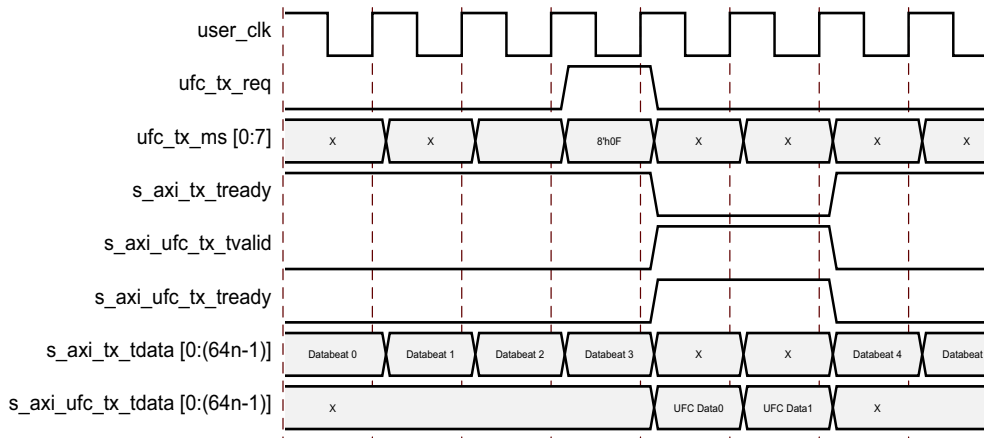 user_clk
ufc_tx_req
ufc_tx_ms [0:7] X X 8'h0F X X X X
s_axi_tx_tready
s_axi_ufc_tx_tvalid
s_axi_ufc_tx_tready
s_axi_tx_tdata [0:(64n-1)] Databeat 0 Databeat 1 Databeat 2 Databeat 3 X X Databeat 4 Databeat
s_axi_ufc_tx_tdata [0:(64n-1)] X UFC Data0 UFC Data1 X